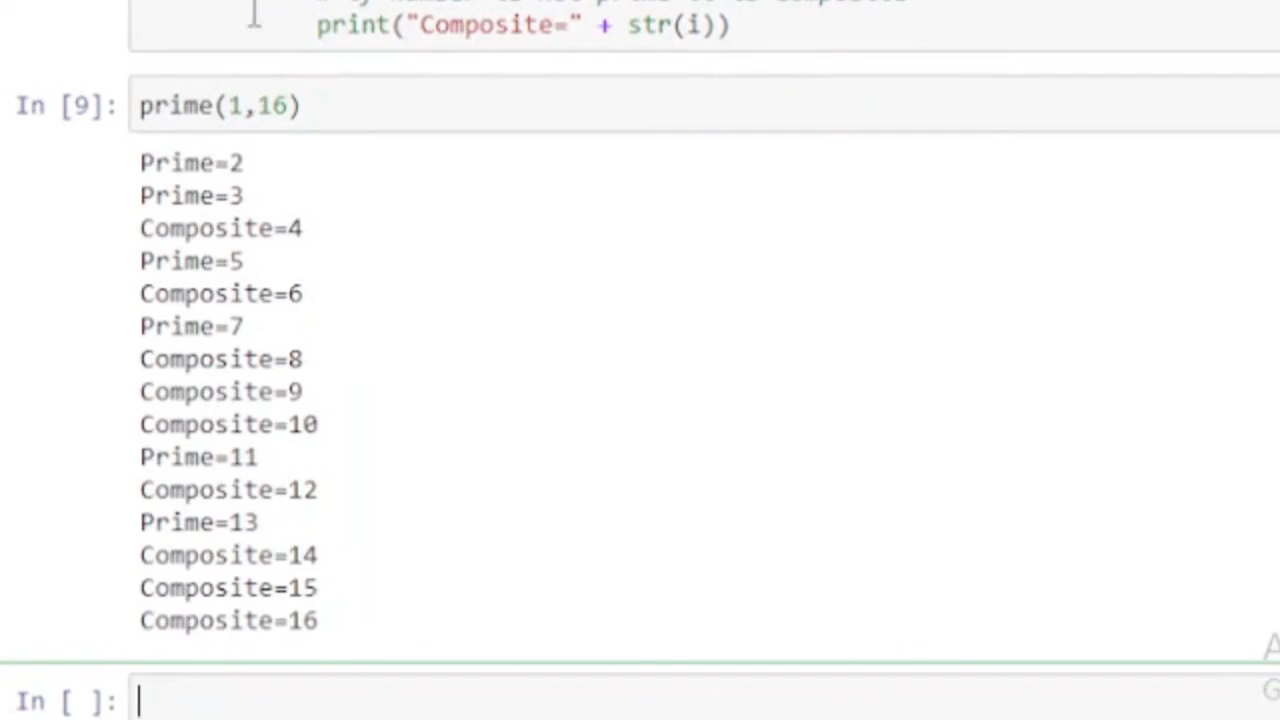 print("Composite=" + str(i))
In [9]: prime(1,16)
Prime=2
Prime=3
Composite=4
Prime=5
Composite=6
Prime=7
Composite=8
Composite=9
Composite=10
Prime=11
Composite=12
Prime=13
Composite=14
Composite=15
Composite=16
In [ ]: